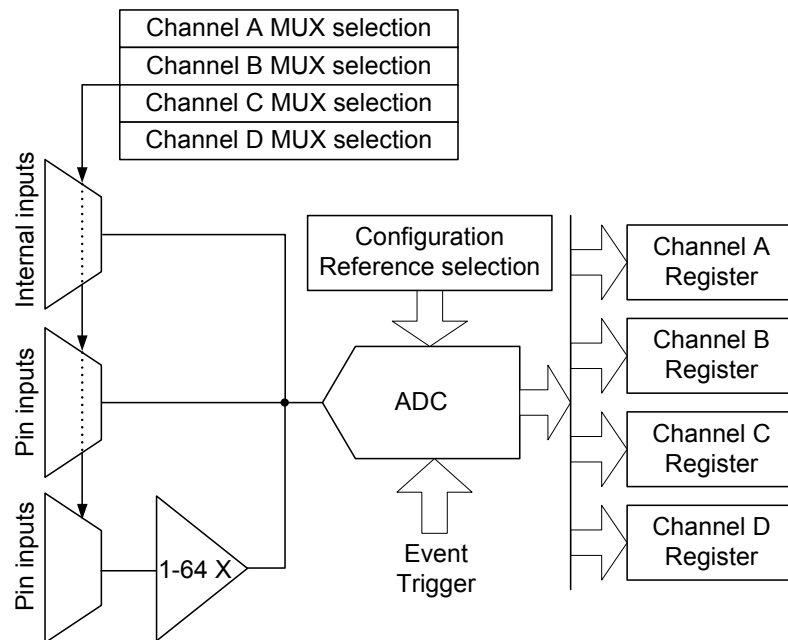 Channel A MUX selection
Channel B MUX selection
Channel C MUX selection
Channel D MUX selection
Internal inputs
Pin inputs
Pin inputs
1-64 X
Configuration
Reference selection
ADC
Event
Trigger
Channel A
Register
Channel B
Register
Channel C
Register
Channel D
Register